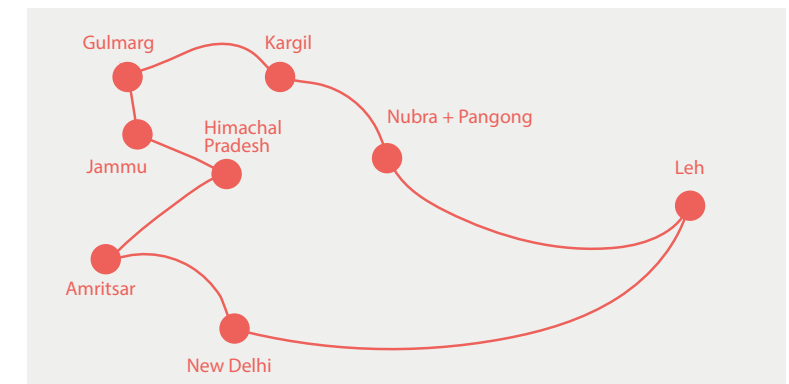 Gulmarg
Kargil
Nubra + Pangong
Himachal
Pradesh
Jammu
Leh
Amritsar
New Delhi